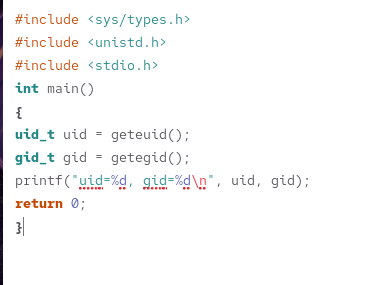 #include <sys/types.h>
#include <unistd.h>
#include <stdio.h>
int main()
{
uid_t uid = geteuid();
gid_t gid = getegid();
printf("uid=%d, gid=%d\n", uid, gid);
return 0;
}